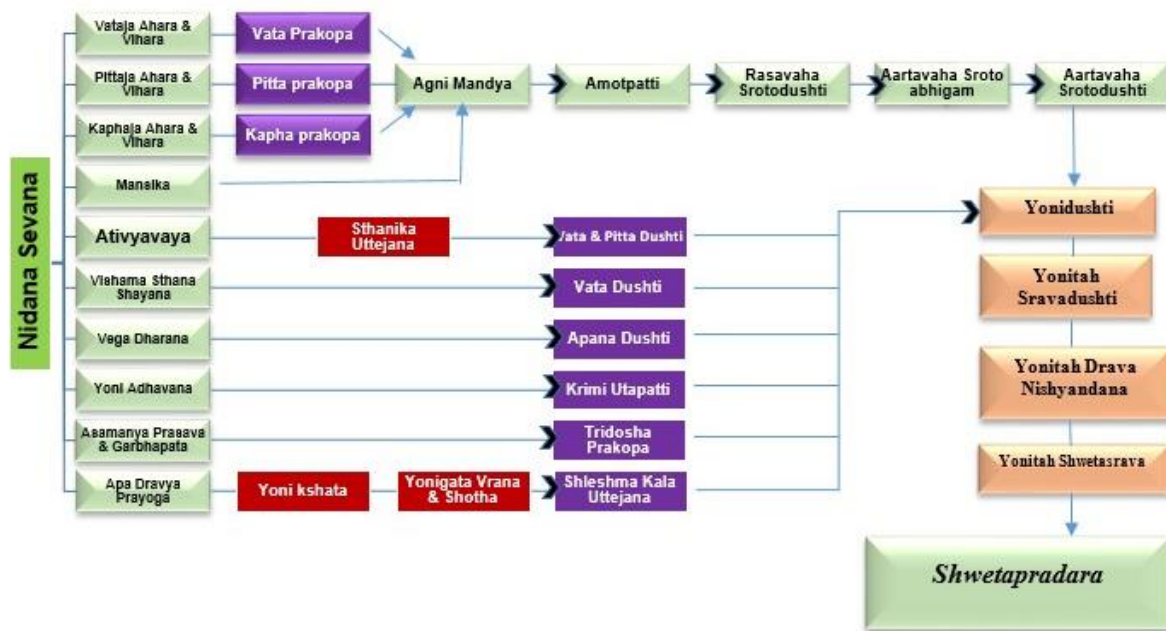 Nidana Sevana
Vataja Ahara &
Vihara
Vata Prakopa
Pittaja Ahara &
Vihara
Pitta prakopa
Kaphaja Ahara &
Vihara
Kapha prakopa
Agni Mandya
Amotpatti
Rasavaha
Srotodushti
Aartavaha Sroto
abhigam
Aartavaha
Srotodushti
Mansika
Ativyavaya
Sthanika
Uttejana
Vata & Pitta Dushti
Vishama Sthana
Shayana
Vata Dushti
Vega Dharana
Apana Dushti
Yoni Adhavana
Krimi Utapatti
Asamanya Prasava
& Garbhapata
Tridosha
Prakopa
Apa Dravya
Prayoga
Yoni kshata
Yonigata Vrana
& Shotha
Shleshma Kala
Uttejana
Yonidushti
Yonitah
Sravadushti
Yonitah Drava
Nishyandana
Yonitah Shwetasrava
Shwetapradara